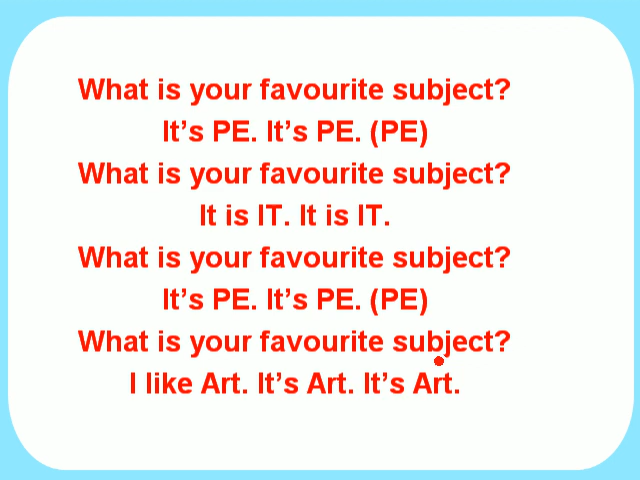 What is your favourite subject?
It’s PE. It’s PE. (PE)
What is your favourite subject?
It is IT. It is IT.
What is your favourite subject?
It’s PE. It’s PE. (PE)
What is your favourite subject?
I like Art. It’s Art. It’s Art.